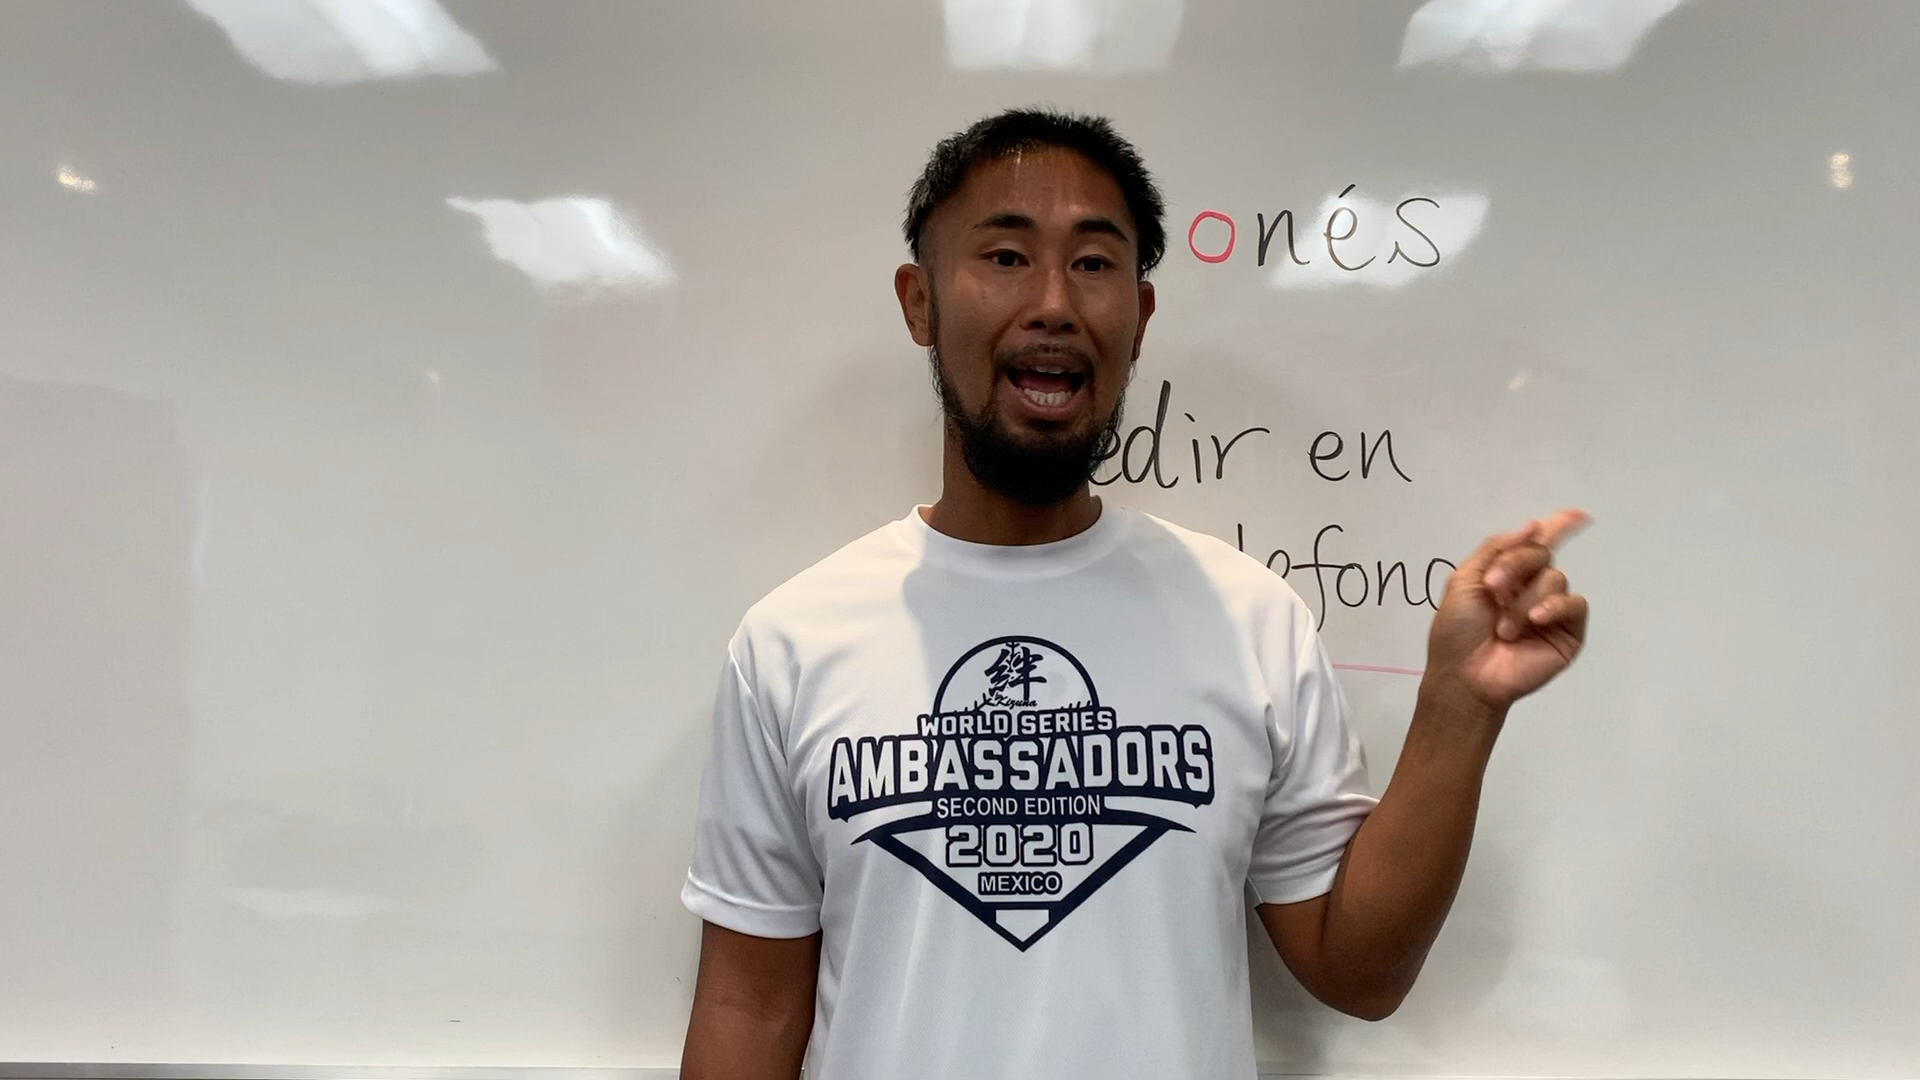 onés
edir en
lefono
絆
Kizuna
WORLD SERIES
AMBASSADORS
SECOND EDITION
2020
MEXICO